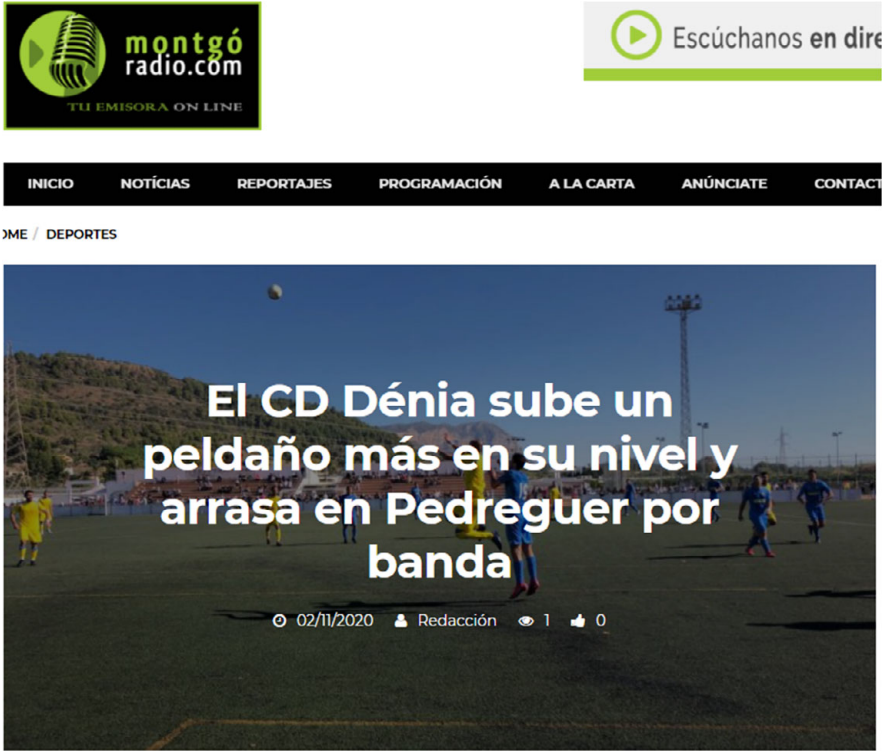 montgó
radio.com
TU EMISORA ON LINE
Escúchanos en dire
INICIO NOTÍCIAS REPORTAJES PROGRAMACIÓN A LA CARTA ANÚNCIATE CONTACT
OME / DEPORTES
El CD Dénia sube un
peldaño más en su nivel y
arrasa en Pedreguer por
banda
02/11/2020 Redacción 1 0